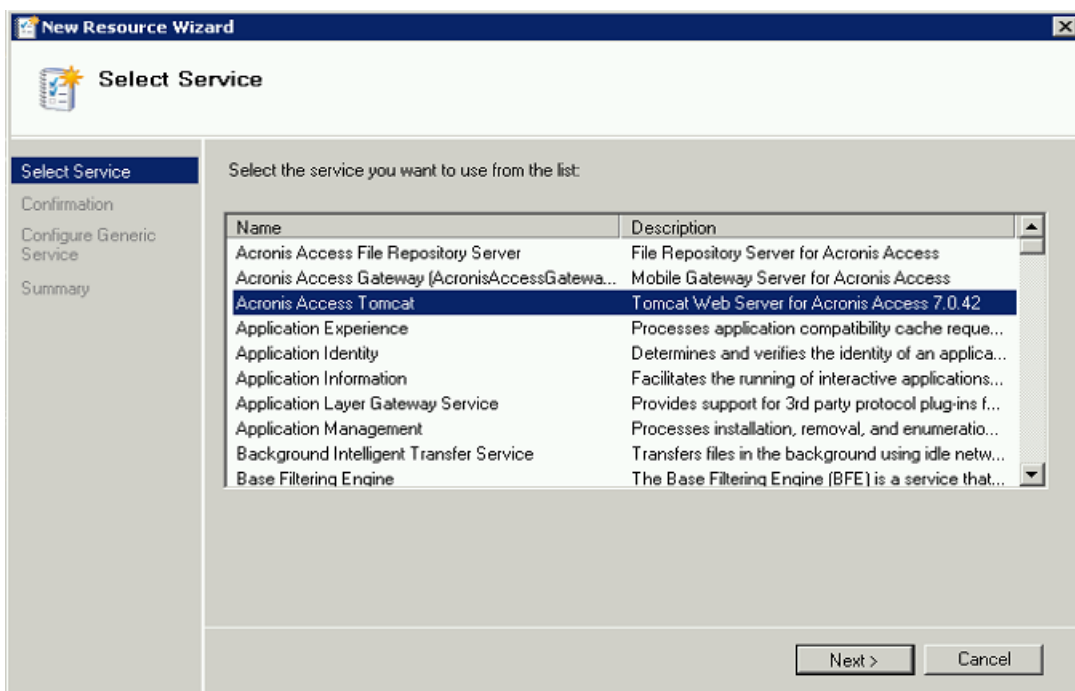 New Resource Wizard
Select Service
Select Service
Confirmation
Configure Generic
Service
Summary
Select the service you want to use from the list:
Name Description
Acronis Access File Repository Server File Repository Server for Acronis Access
Acronis Access Gateway (AcronisAccessGatewa... Mobile Gateway Server for Acronis Access
Acronis Access Tomcat Tomcat Web Server for Acronis Access 7.0.42
Application Experience Processes application compatibility cache reque...
Application Identity Determines and verifies the identity of an applica...
Application Information Facilitates the running of interactive applications...
Application Layer Gateway Service Provides support for 3rd party protocol plug-ins f...
Application Management Processes installation, removal, and enumeratio...
Background Intelligent Transfer Service Transfers files in the background using idle netw...
Base Filtering Engine The Base Filtering Engine (BFE) is a service that...
Next > Cancel